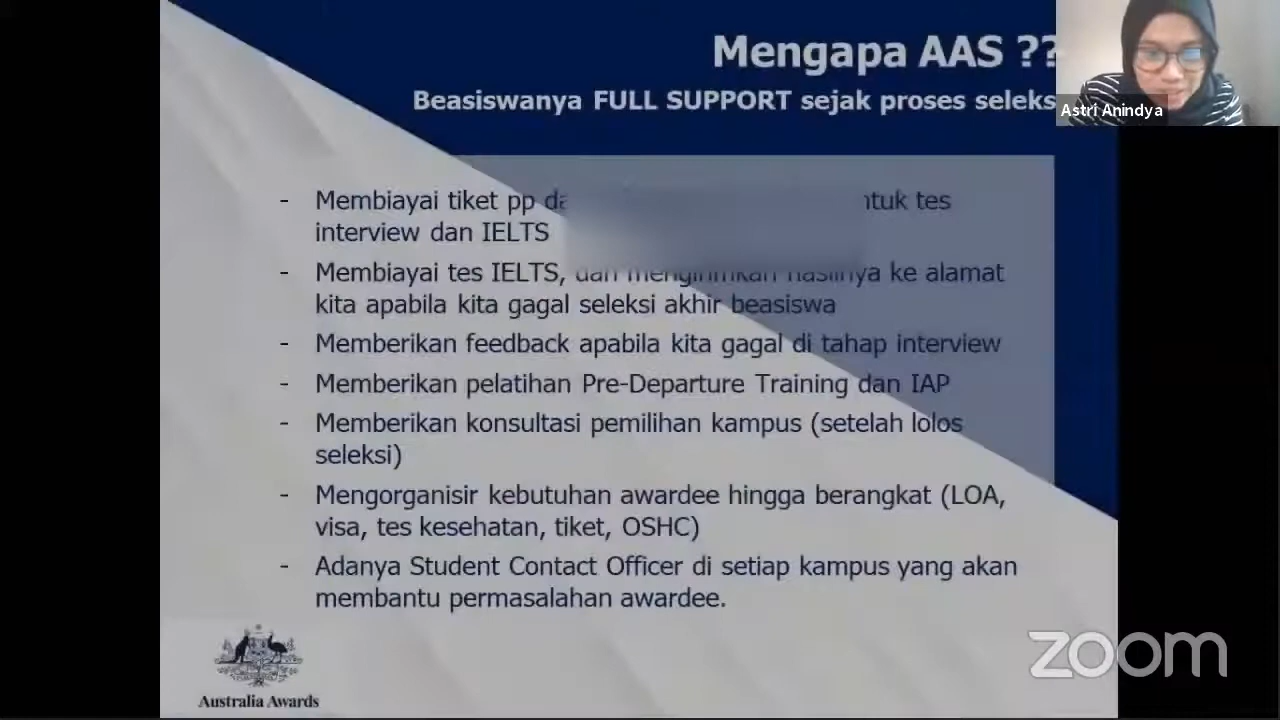 Mengapa AAS ??
Beasiswanya FULL SUPPORT sejak proses seleks
Astri Anindya
- Membiayai tiket pp tes
interview dan IELTS
- Membiayai tes IELTS, dan mengirimkan hasilnya ke alamat
kita apabila kita gagal seleksi akhir beasiswa
- Memberikan feedback apabila kita gagal di tahap interview
- Memberikan pelatihan Pre-Departure Training dan IAP
- Memberikan konsultasi pemilihan kampus (setelah lolos
seleksi)
- Mengorganisir kebutuhan awardee hingga berangkat (LOA,
visa, tes kesehatan, tiket, OSHC)
- Adanya Student Contact Officer di setiap kampus yang akan
membantu permasalahan awardee.
Australia Awards
zoom